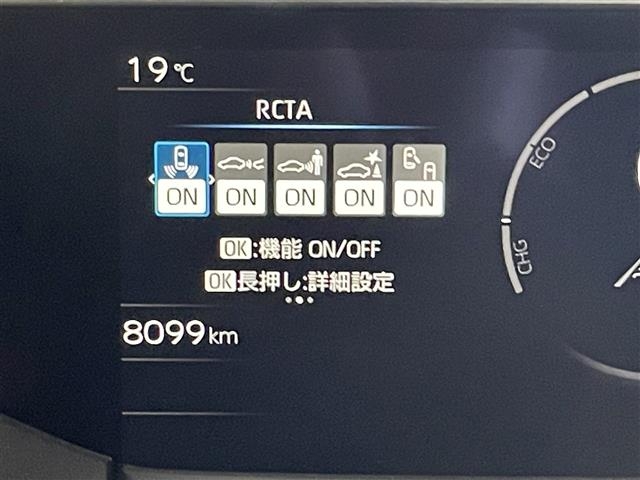 19℃
RCTA
ON ON ON ON ON
OK:機能 ON/OFF
OK長押し:詳細設定
8099km
ECO
CHG